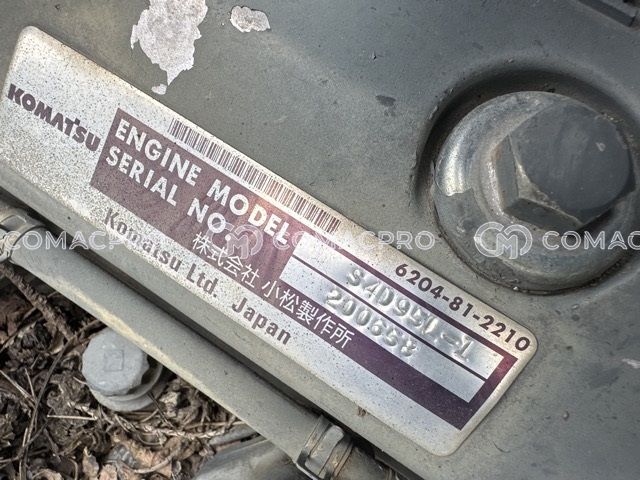 KOMATSU
ENGINE MODEL
SERIAL NO.
S4D95L-1
6204-81-2210
株式会社 小松製作所
Komatsu Ltd. Japan
COMACPRO
COMACPRO
COMAC